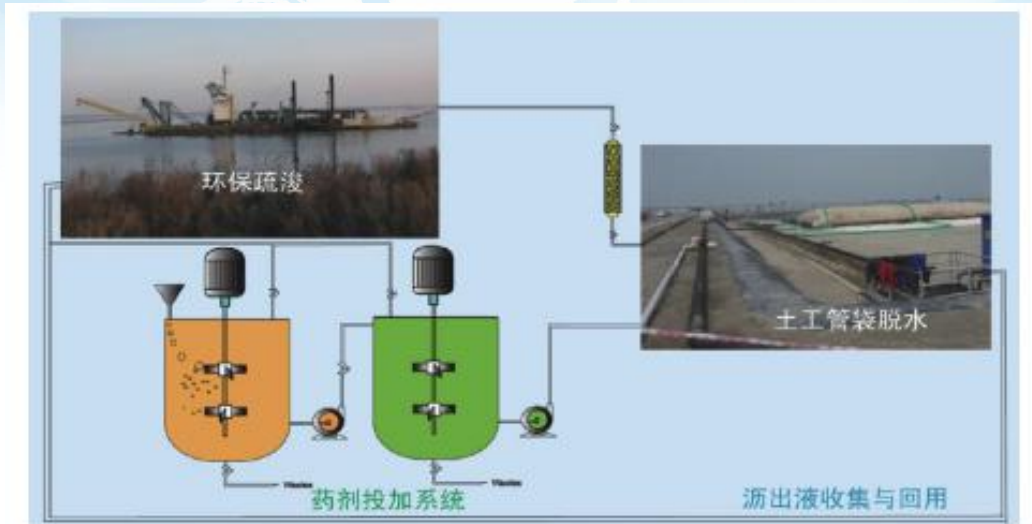 环保疏浚
土工管袋脱水
药剂投加系统
沥出液收集与回用